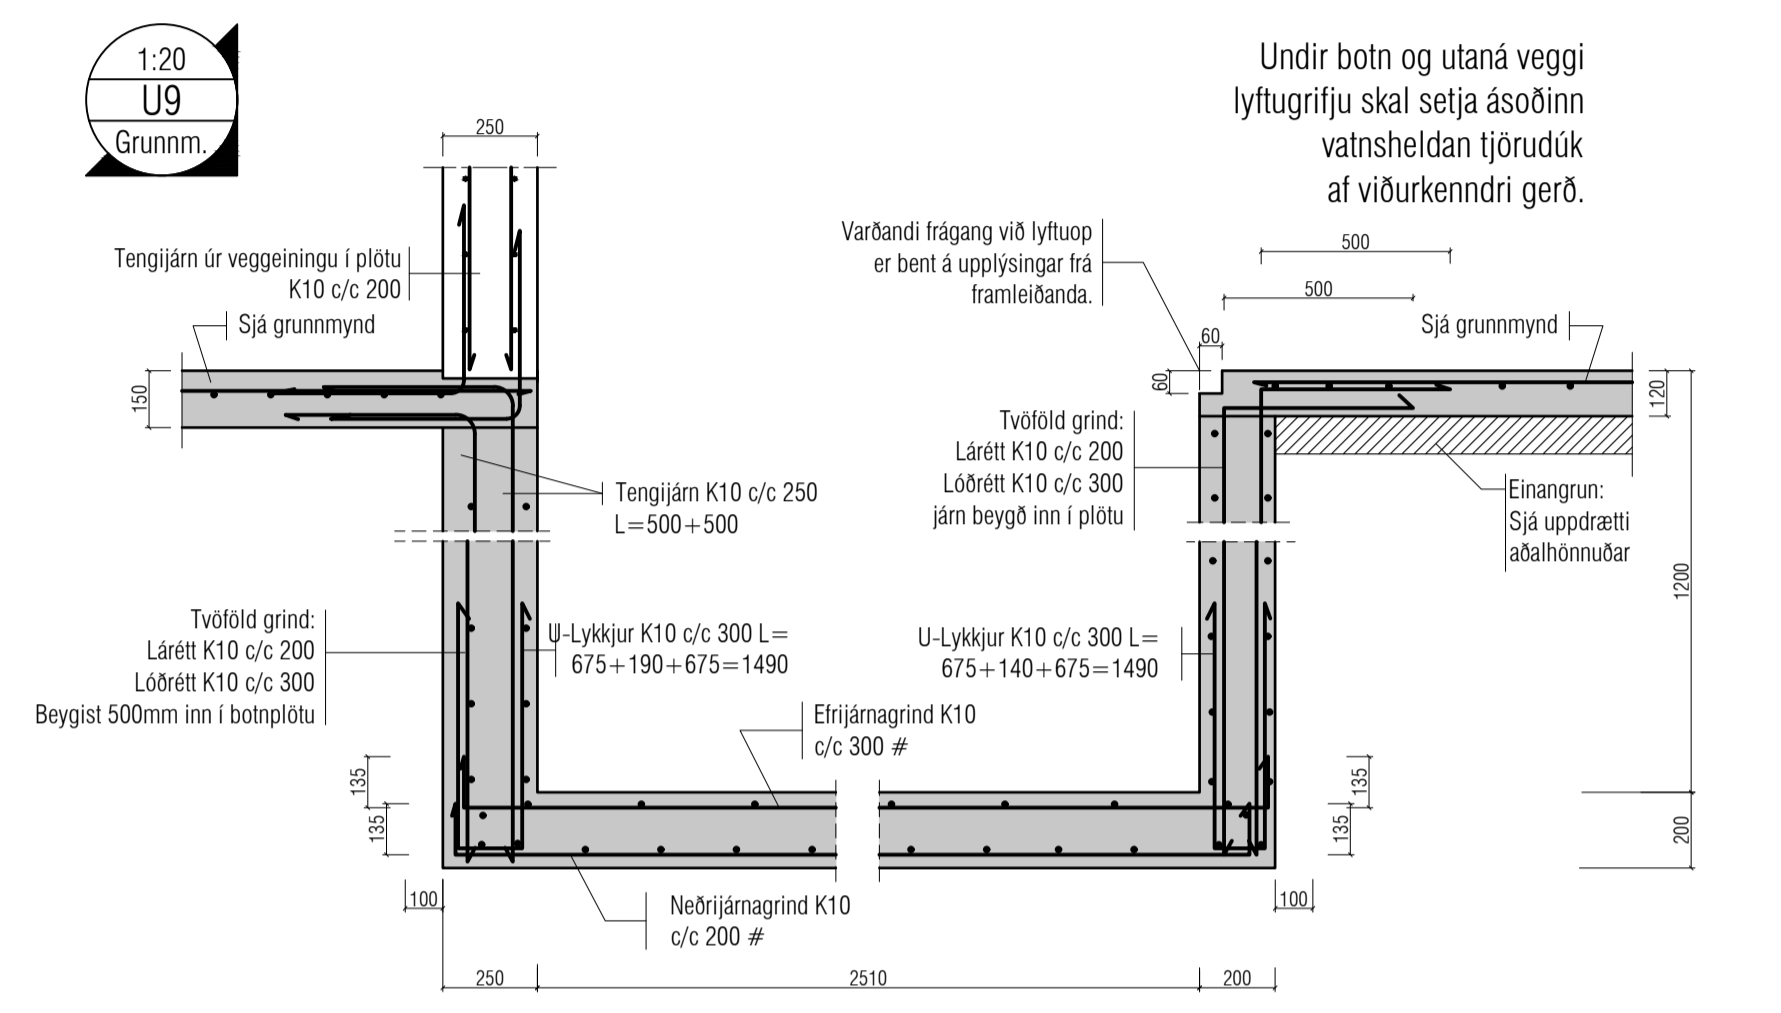 1:20
U9
Grunnm.
Undir botn og utaná veggi
lyftugrifju skal setja ásoðinn
vatnsheldan tjörudúk
af viðurkenndri gerð.
250
Tengijárn úr veggeiningu í plötu
K10 c/c 200
Sjá grunnmynd
150
Varðandi frágang við lyftuop
er bent á upplýsingar frá
framleiðanda.
500
500
60
60
Sjá grunnmynd
120
Tvöföld grind:
Lárétt K10 c/c 200
Lóðrétt K10 c/c 300
járn beygð inn í plötu
Tengijárn K10 c/c 250
L=500+500
Einangrun:
Sjá uppdrætti
aðalhönnuðar
1200
Tvöföld grind:
Lárétt K10 c/c 200
Lóðrétt K10 c/c 300
Beygist 500mm inn í botnplötu
U-Lykkjur K10 c/c 300 L=
675+190+675=1490
U-Lykkjur K10 c/c 300 L=
675+140+675=1490
Efrijárnagrind K10
c/c 300 #
135
135
135
135
200
100
100
Neðrijárnagrind K10
c/c 200 #
250
2510
200